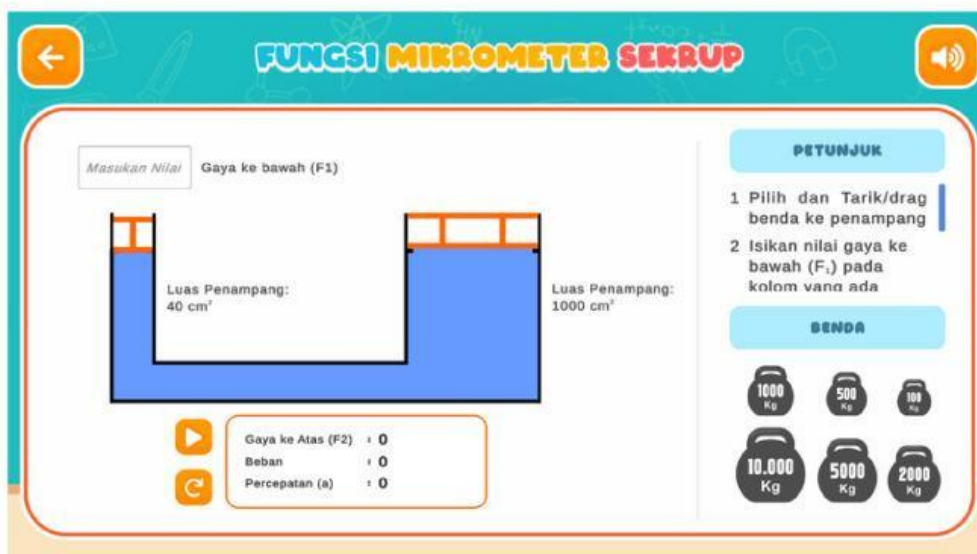 FUNGSI MIKROMETER SEKRUP
Masukan Nilai
Gaya ke bawah (F1)
Luas Penampang:
40 cm²
Luas Penampang:
1000 cm²
Gaya ke Atas (F2) : 0
Beban : 0
Percepatan (a) : 0
PETUNJUK
1 Pilih dan Tarik/drag
benda ke penampang
2 Isikan nilai gaya ke
bawah (F₁) pada
kolom yang ada
BENDA
1000
Kg
500
Kg
100
Kg
10.000
Kg
5000
Kg
2000
Kg